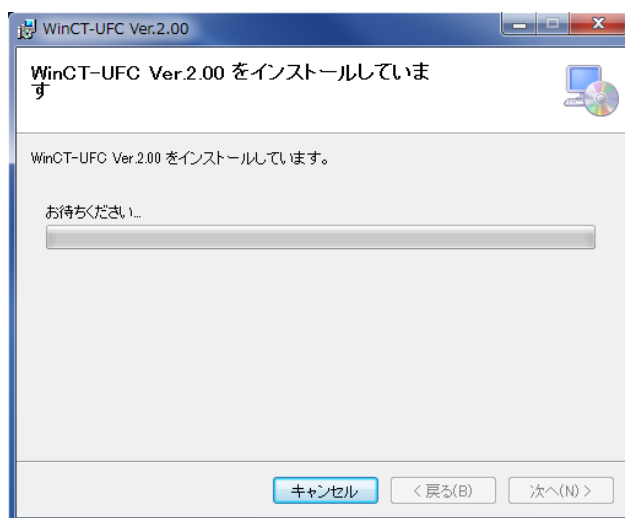 WinCT-UFC Ver.2.00
WinCT-UFC Ver.2.00 をインストールしていま
す
WinCT-UFC Ver.2.00 をインストールしています。
お待ちください...
キャンセル
< 戻る(B)
次へ(N) >